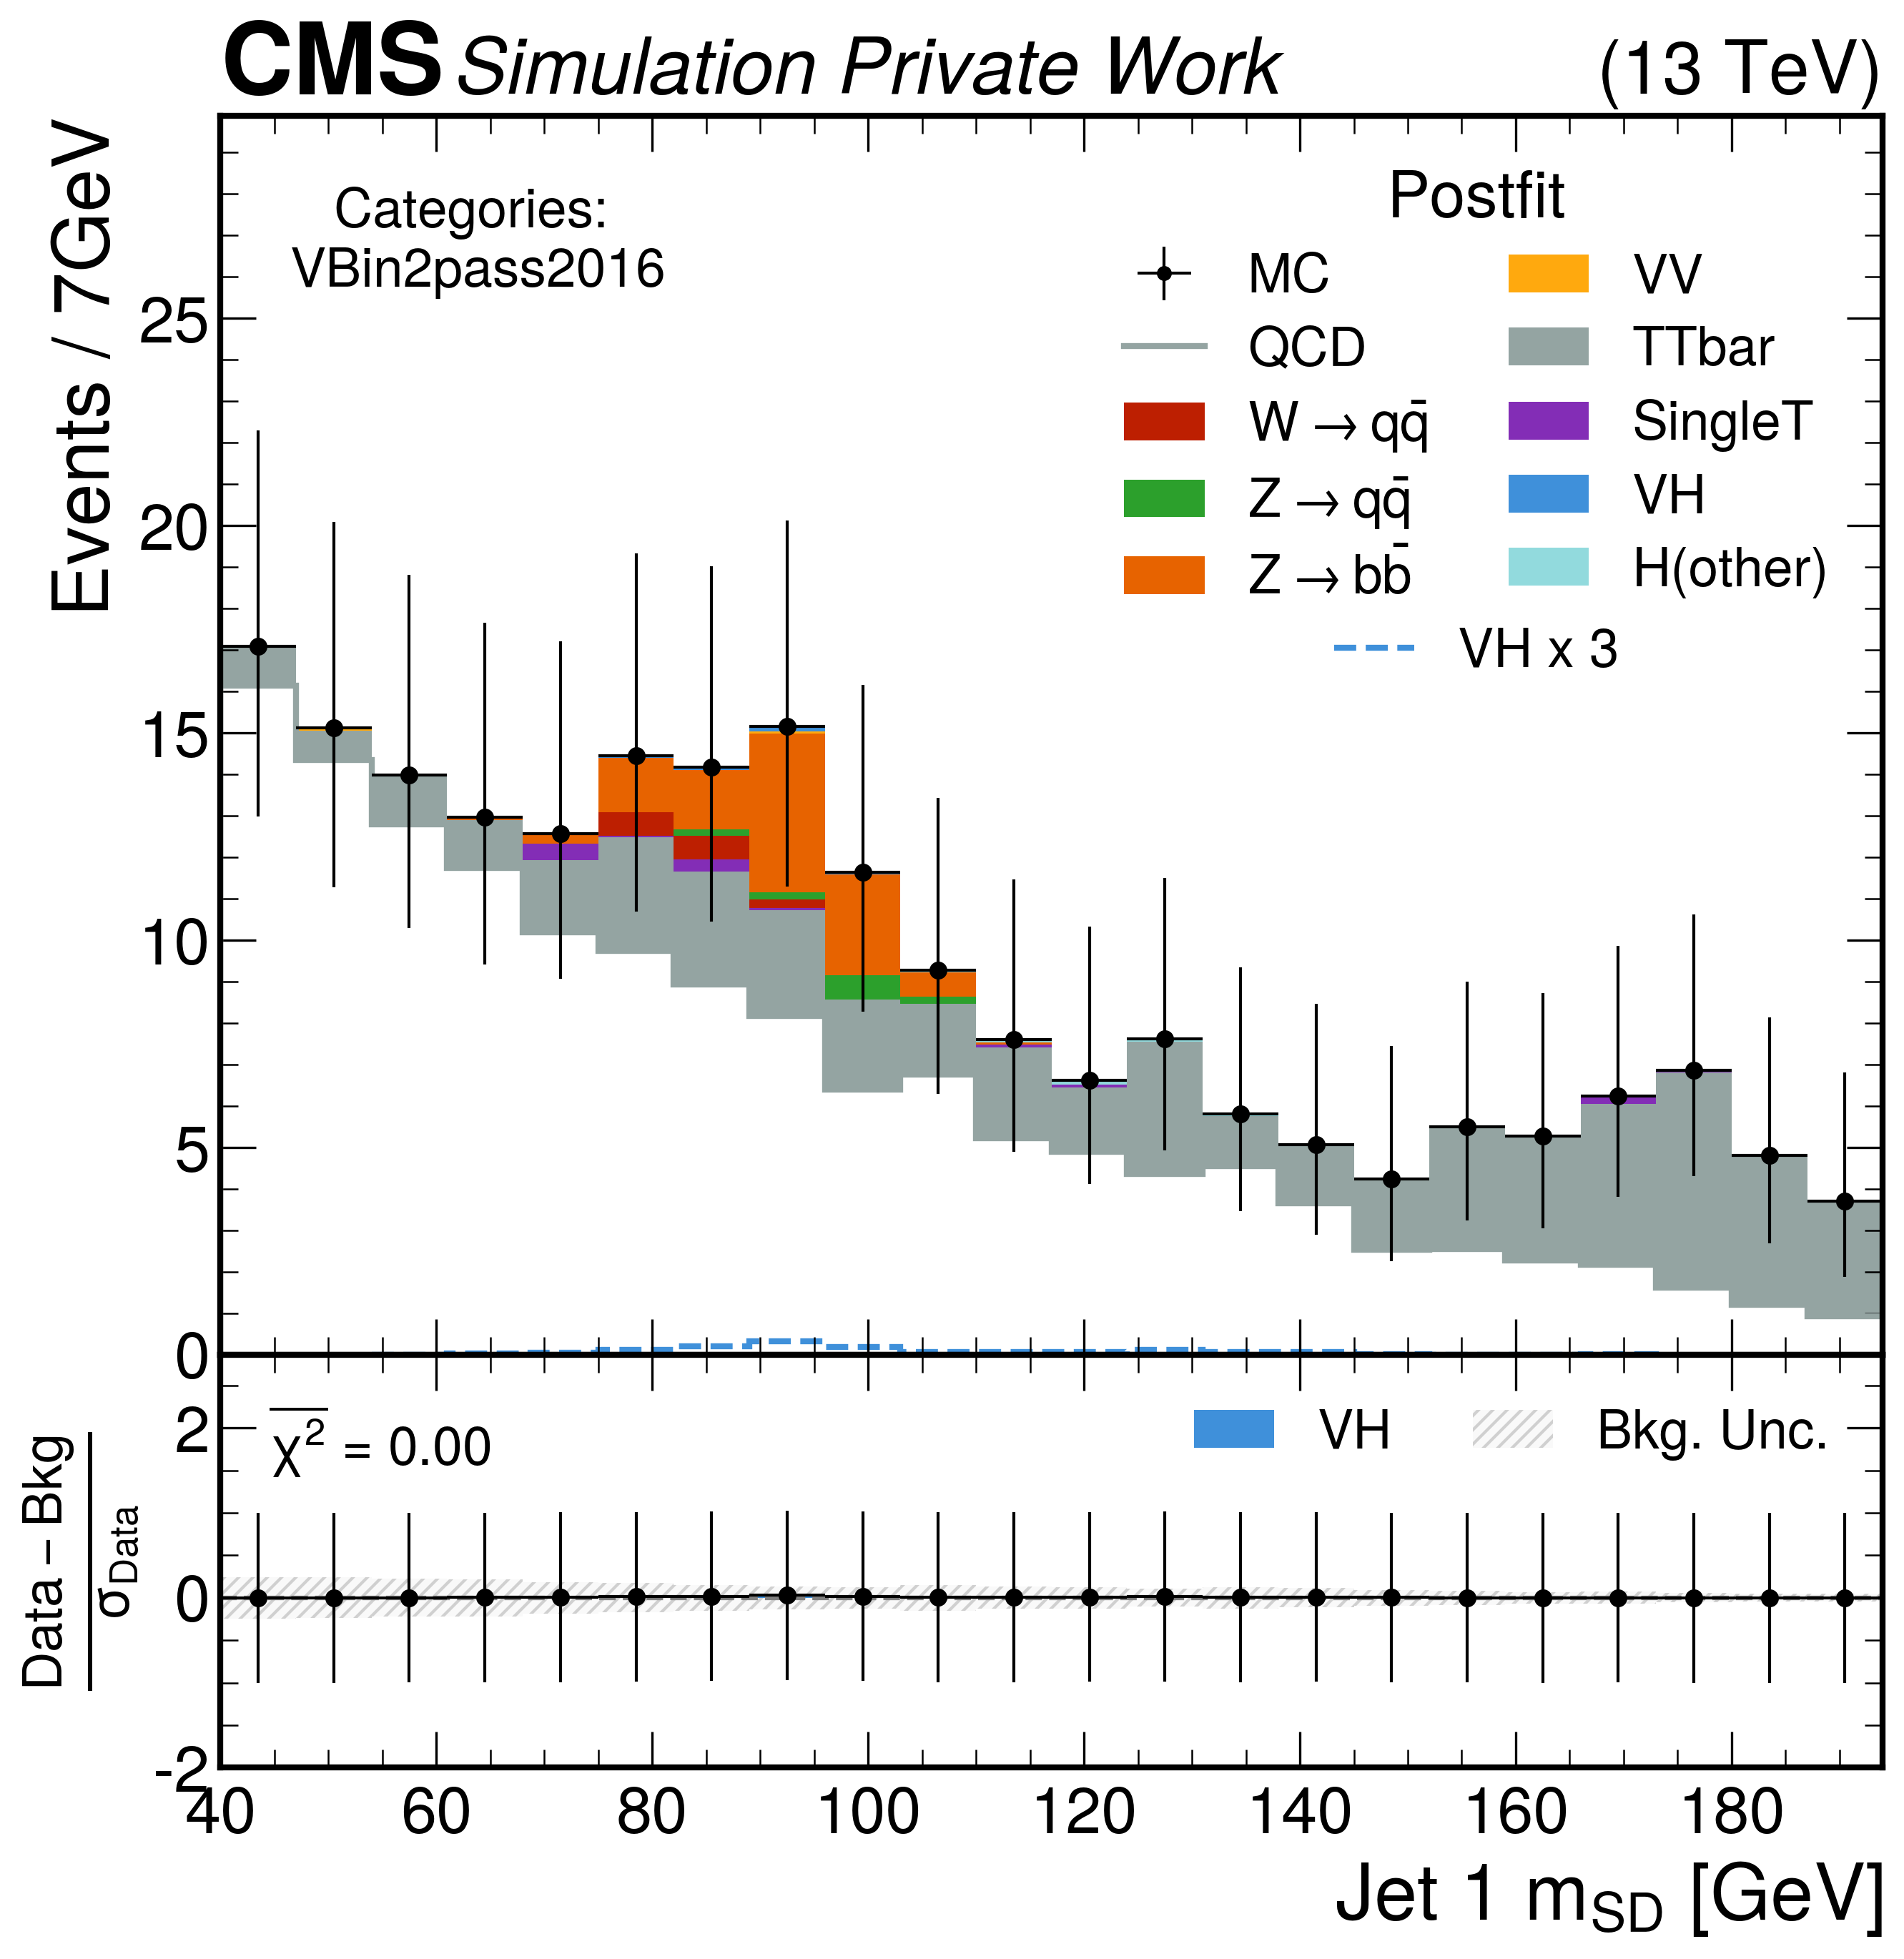 CMS Simulation Private Work (13 TeV)
Events / 7GeV
Categories:
VBin2pass2016
Postfit
MC
QCD
W → qq̄
Z → qq̄
Z → bb̄
VV
TTbar
SingleT
VH
H(other)
VH x 3
25
20
15
10
5
0
Data – Bkg
σData
χ² = 0.00
VH
Bkg. Unc.
2
0
-2
40 60 80 100 120 140 160 180
Jet 1 mSD [GeV]